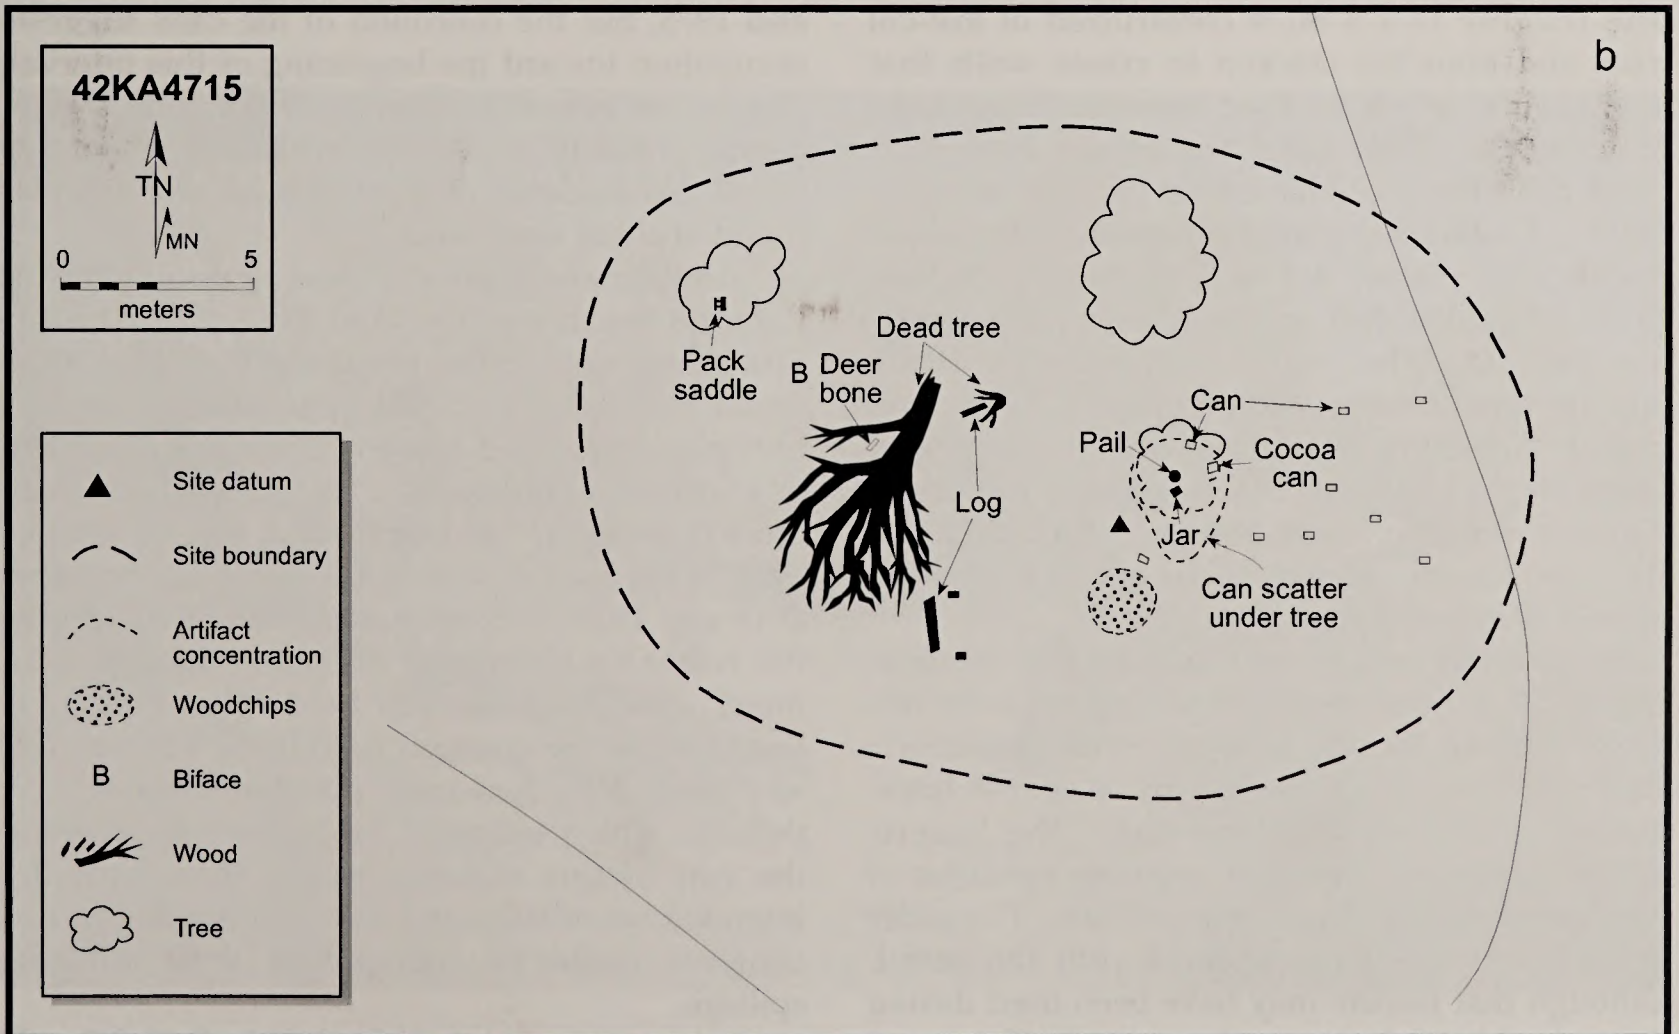 b
42KA4715
TN
MN
0 5
meters
Site datum
Site boundary
Artifact
concentration
Woodchips
B
Biface
Wood
Tree
Pack
saddle
B
Deer
bone
Dead tree
Log
Can
Pail
Cocoa
can
Jar
Can scatter
under tree